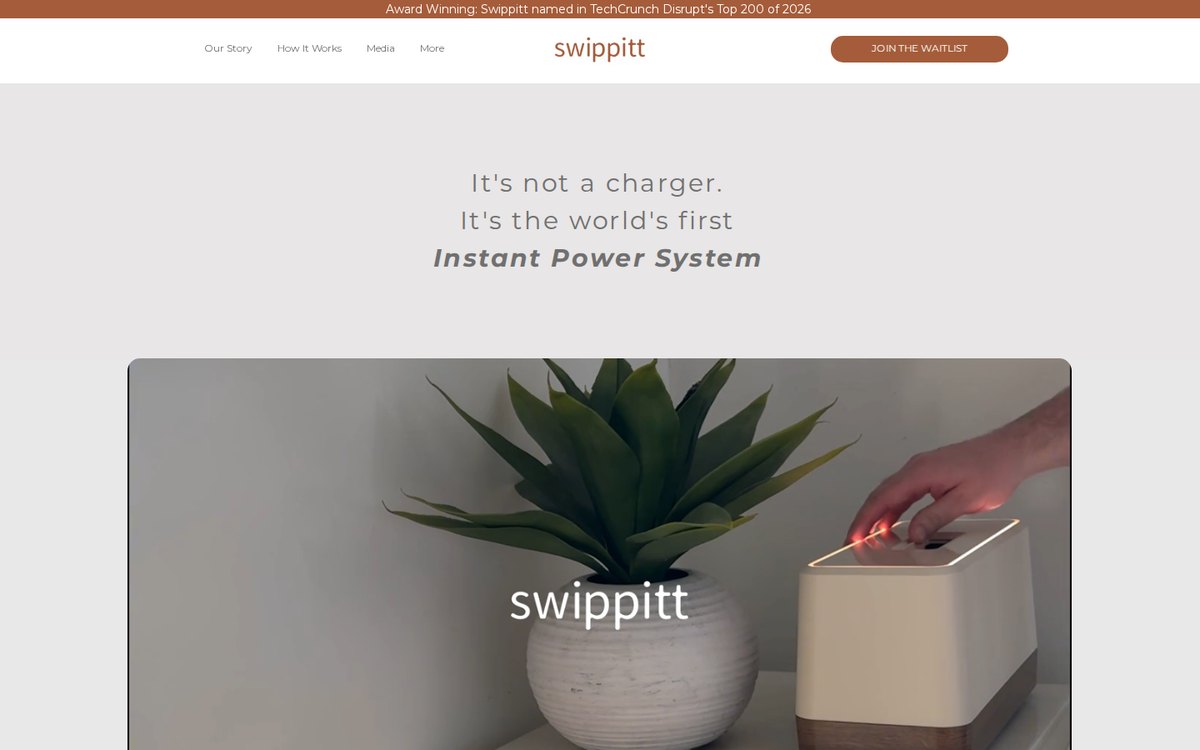 Award Winning: Swippitt named in TechCrunch Disrupt's Top 200 of 2026
Our Story
How It Works
Media
More
swippitt
JOIN THE WAITLIST
It's not a charger.
It's the world's first
Instant Power System
swippitt